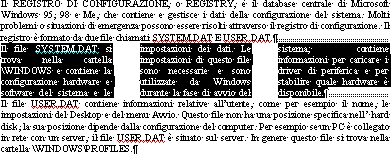 Il REGISTRO DI CONFIGURAZIONE, o REGISTRY, è il database centrale di Microsoft
Windows 95, 98 e Me, che contiene e gestisce i dati della configurazione del sistema. Molti
problemi o situazioni di emergenza possono essere risolti attraverso il registro di configurazione. Il
registro è formato da due file chiamati SYSTEM.DAT E USER.DAT.¶
Il file SYSTEM.DAT si
trova nella cartella
WINDOWS e contiene la
configurazione hardware e
software del sistema e le
impostazioni dei dati. Le
impostazioni di questo file
sono necessarie e sono
utilizzate da Windows
durante la fase di avvio del
sistema; contiene
informazioni per caricare i
driver di periferica e per
stabilire quale hardware è
disponibile.¶
Il file USER.DAT contiene informazioni relative all'utente, come per esempio il nome, le
impostazioni del Desktop e del menu Avvio. Questo file non ha una posizione specifica nell'hard
disk; la sua posizione dipende dalla configurazione del computer. Per esempio se un PC è collegato
in rete con un server, il file USER.DAT è situato sul server. In genere questo file si trova nella
cartella WINDOWS\PROFILES.¶